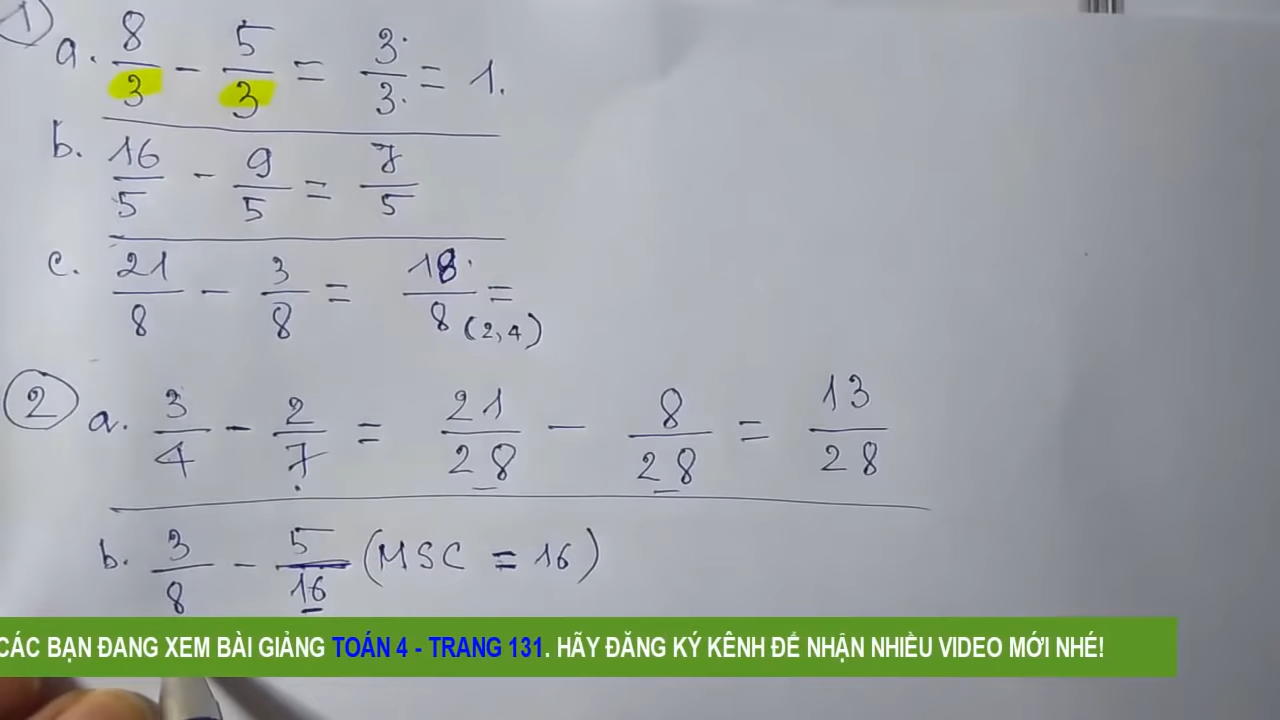 1
a. 8/3 - 5/3 = 3/3 = 1.
b. 16/5 - 9/5 = 7/5
c. 21/8 - 3/8 = 18/8 = (2,4)
2 a. 3/4 - 2/7 = 21/28 - 8/28 = 13/28
b. 3/8 - 5/16 (MSC = 16)
CÁC BẠN ĐANG XEM BÀI GIẢNG TOÁN 4 - TRANG 131. HÃY ĐĂNG KÝ KÊNH ĐỂ NHẬN NHIỀU VIDEO MỚI NHÉ!